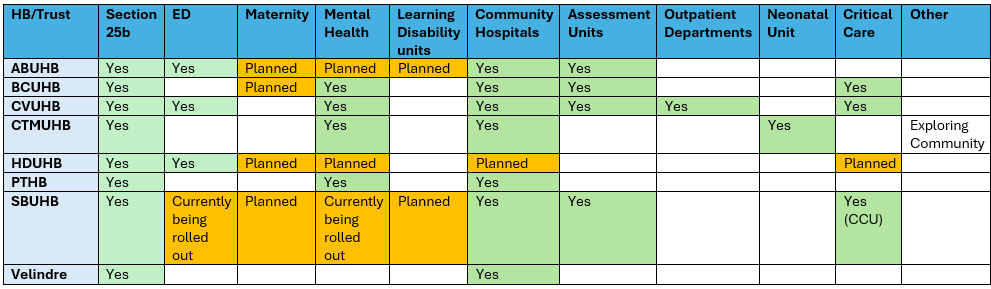 HB/Trust Section 25b ED Maternity Mental Health Learning Disability units Community Hospitals Assessment Units Outpatient Departments Neonatal Unit Critical Care Other
ABUHB Yes Yes Planned Planned Planned Yes Yes
BCUHB Yes Planned Yes Yes Yes Yes
CVUHB Yes Yes Yes Yes Yes Yes Yes
CTMUHB Yes Yes Yes Yes Exploring Community
HDUHB Yes Yes Planned Planned Planned Planned
PTHB Yes Yes Yes
SBUHB Yes Currently being rolled out Planned Currently being rolled out Planned Yes Yes Yes (CCU)
Velindre Yes Yes